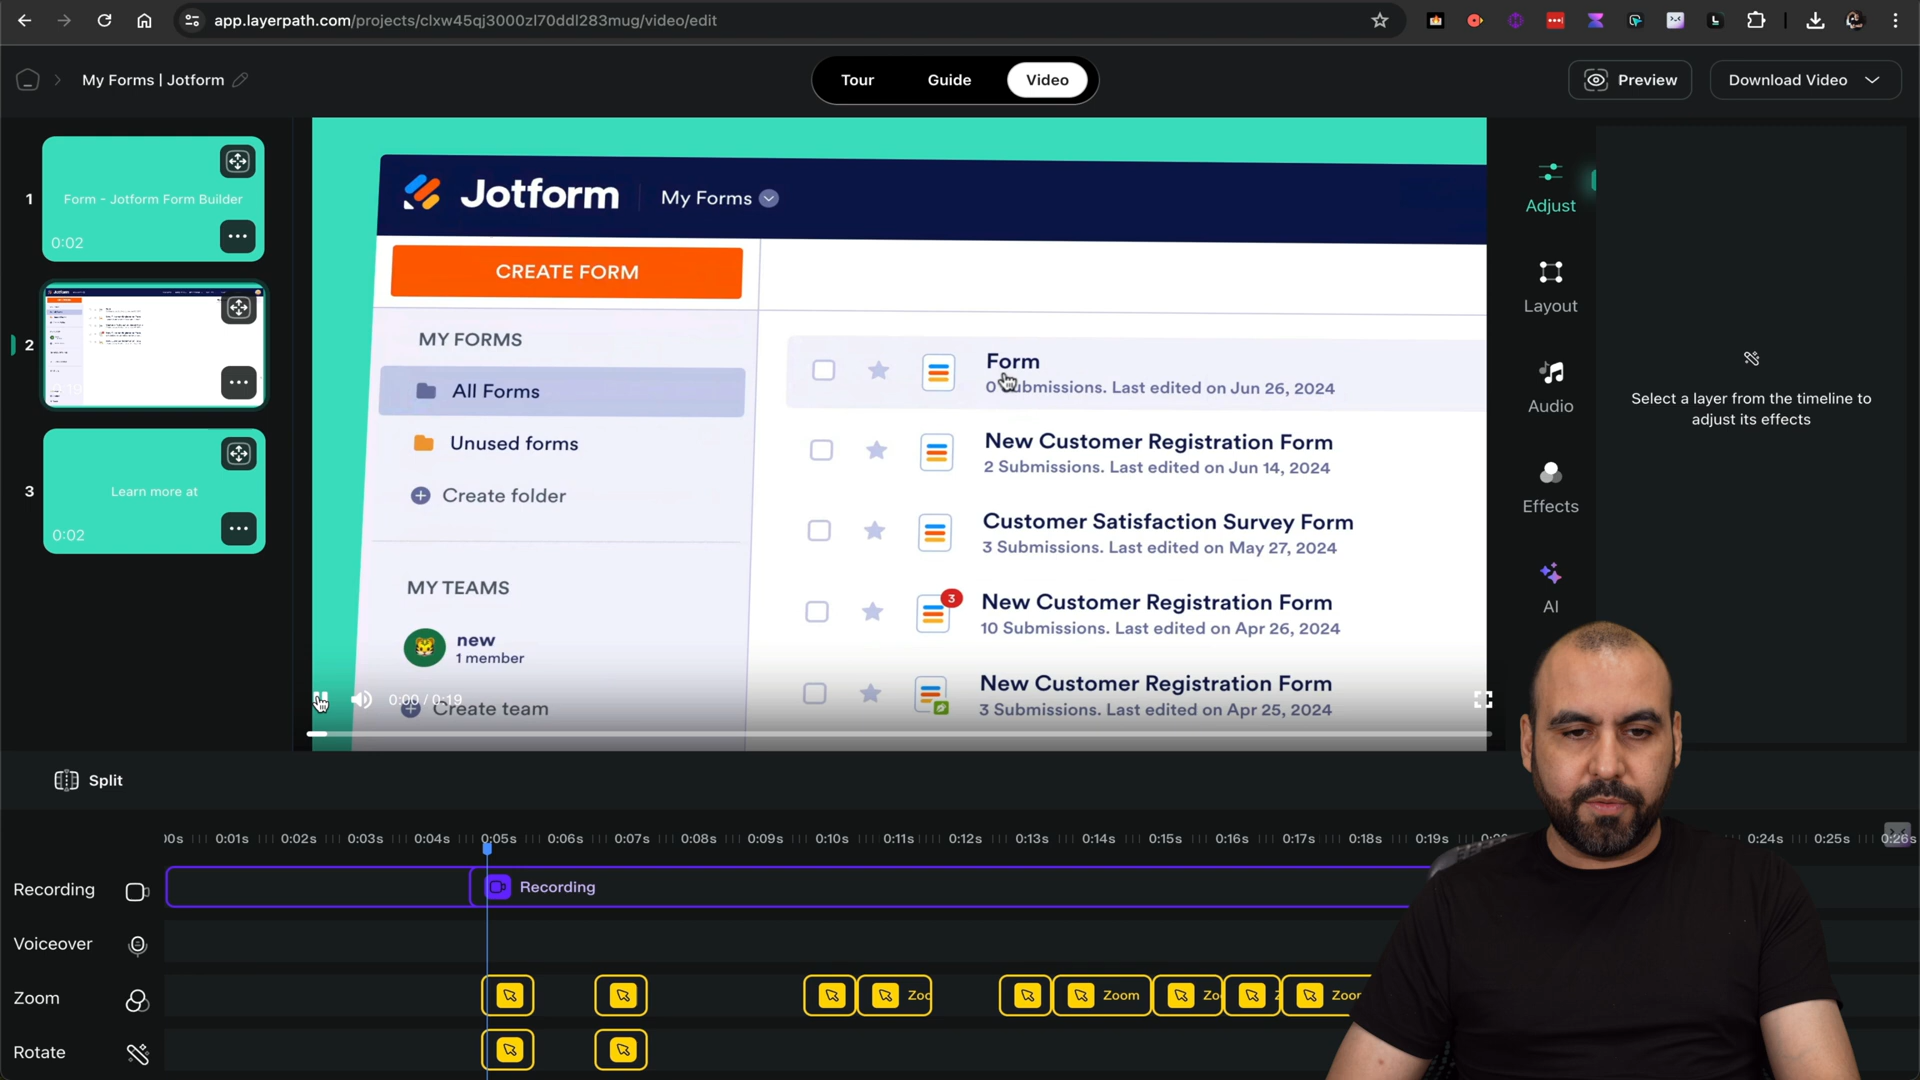 app.layerpath.com/projects/clxw45qj3000zl70ddl283mug/video/edit
My Forms | Jotform
Tour
Guide
Video
Preview
Download Video
1
Form - Jotform Form Builder
0:02
2
3
Learn more at
0:02
Jotform
My Forms
CREATE FORM
MY FORMS
All Forms
Unused forms
Create folder
MY TEAMS
new
1 member
Create team
Form
0 Submissions. Last edited on Jun 26, 2024
New Customer Registration Form
2 Submissions. Last edited on Jun 14, 2024
Customer Satisfaction Survey Form
3 Submissions. Last edited on May 27, 2024
3
New Customer Registration Form
10 Submissions. Last edited on Apr 26, 2024
New Customer Registration Form
3 Submissions. Last edited on Apr 25, 2024
0:00 / 0:19
Adjust
Layout
Audio
Effects
AI
Select a layer from the timeline to
adjust its effects
Split
0:01s 0:02s 0:03s 0:04s 0:05s 0:06s 0:07s 0:08s 0:09s 0:10s 0:11s 0:12s 0:13s 0:14s 0:15s 0:16s 0:17s 0:18s 0:19s 0:24s 0:25s 0:26s
Recording
Recording
Voiceover
Zoom
Zoom
Rotate